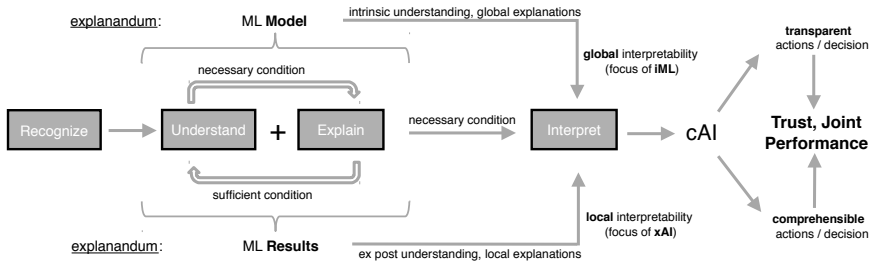 explanandum: ML Model
intrinsic understanding, global explanations
transparent
actions / decision
necessary condition
global interpretability
(focus of iML)
Recognize
Understand
+
Explain
necessary condition
Interpret
cAI
Trust, Joint
Performance
sufficient condition
local interpretability
(focus of xAI)
comprehensible
actions / decision
explanandum: ML Results
ex post understanding, local explanations